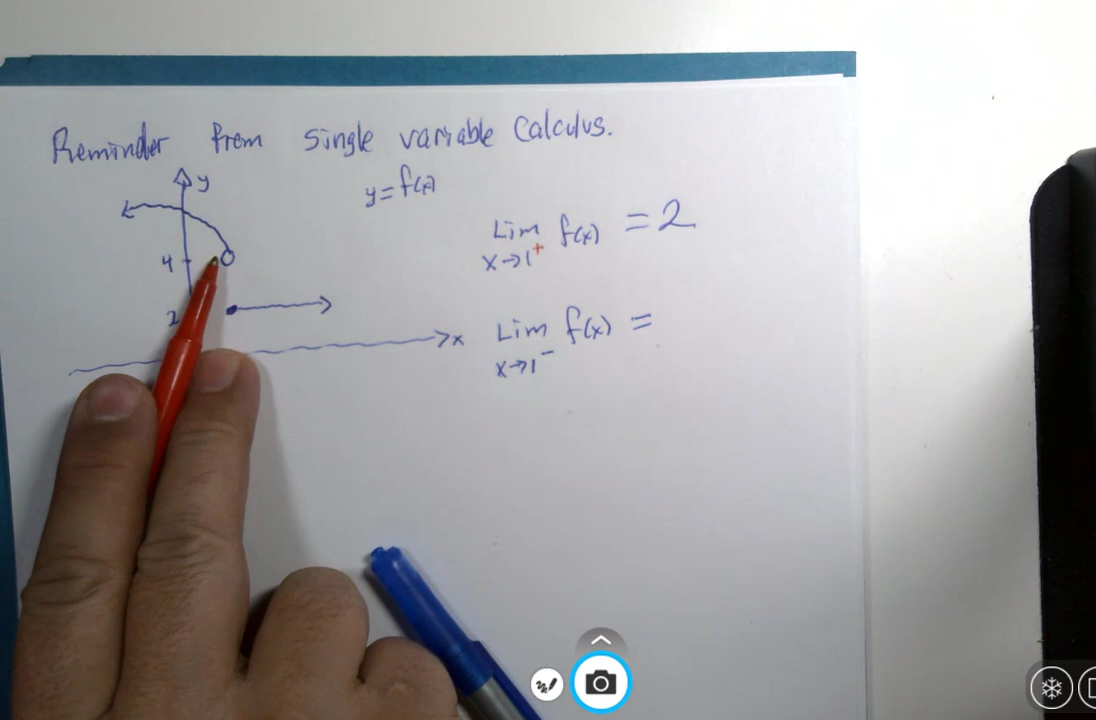 Reminder from single variable Calculus.
y
y = f(x)
4
2
x
Lim f(x) = 2
x→1⁺
Lim f(x) =
x→1⁻